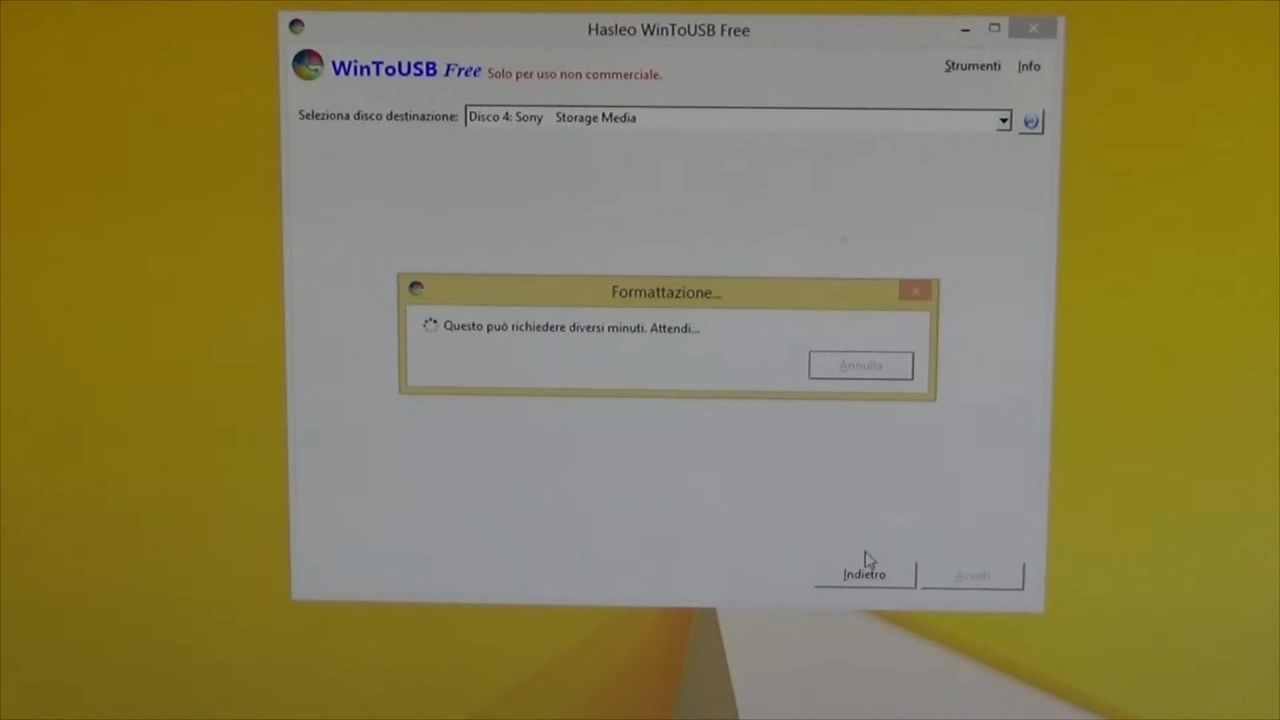 Hasleo WinToUSB Free
WinToUSB Free Solo per uso non commerciale.
Strumenti Info
Seleziona disco destinazione: Disco 4: Sony Storage Media
Formattazione...
Questo può richiedere diversi minuti. Attendi...
Annulla
Indietro Avanti